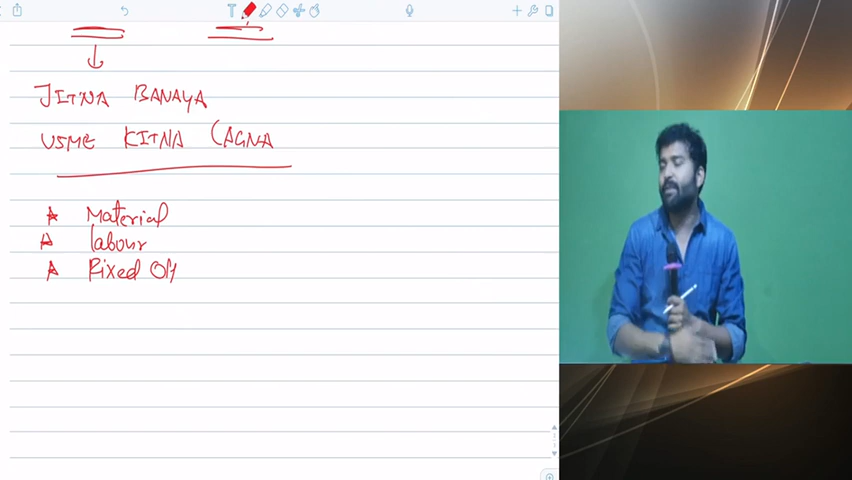 JITNA BANAYA
USME KITNA LAGNA
Material
labour
Fixed OH